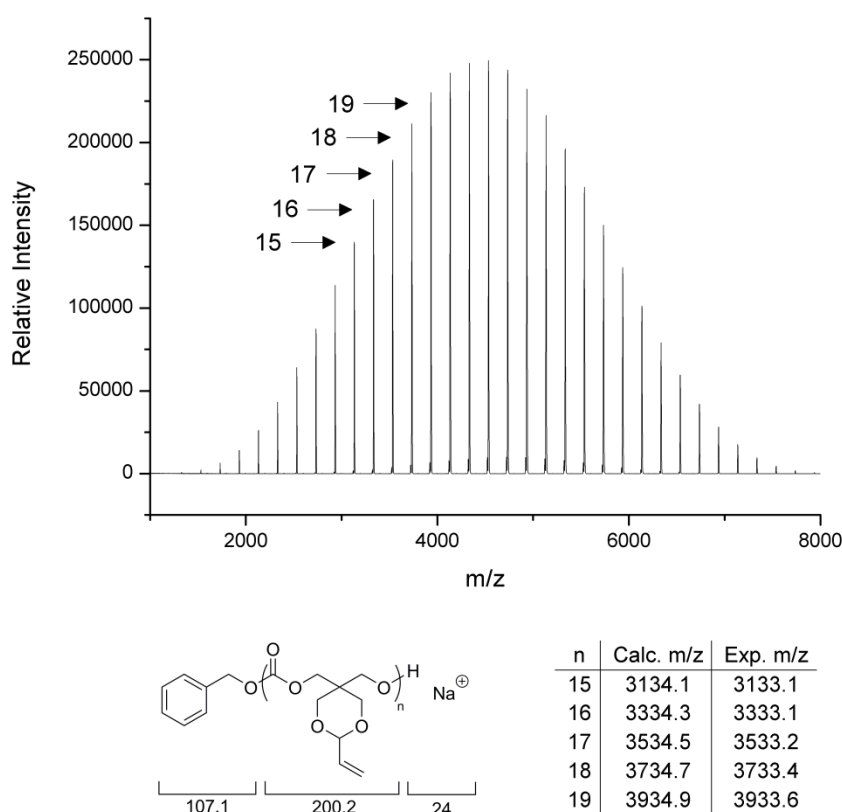 250000
200000
150000
100000
50000
0
Relative Intensity
19
18
17
16
15
2000
4000
6000
8000
m/z
O
O
O
O
H
n
Na⊕
O
O
107.1
200.2
24
n Calc. m/z Exp. m/z
15 3134.1 3133.1
16 3334.3 3333.1
17 3534.5 3533.2
18 3734.7 3733.4
19 3934.9 3933.6